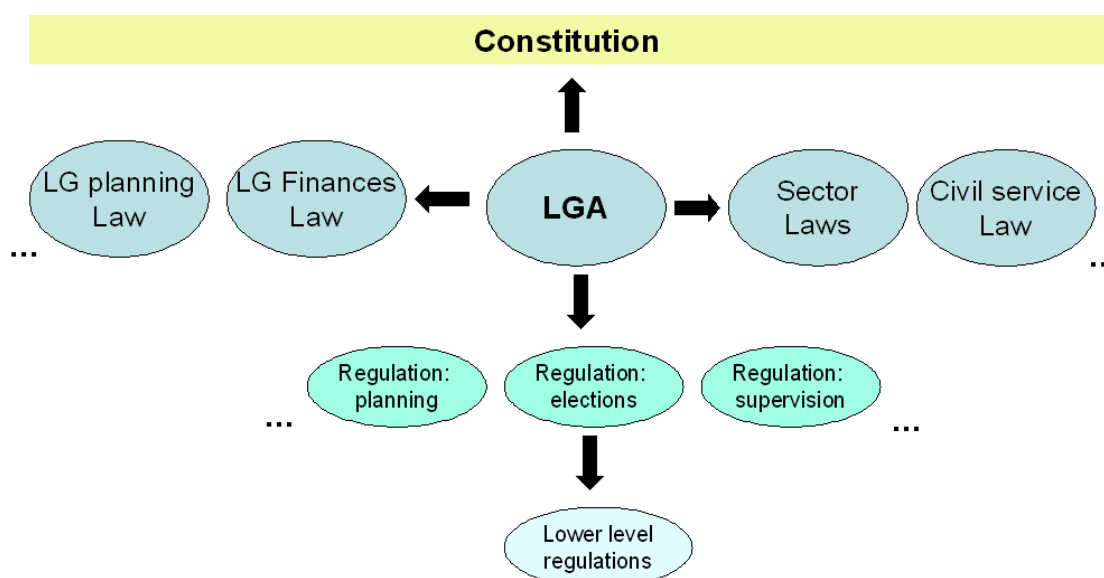 Constitution
LG planning
Law
LG Finances
Law
LGA
Sector
Laws
Civil service
Law
...
...
Regulation:
planning
Regulation:
elections
Regulation:
supervision
...
...
Lower level
regulations